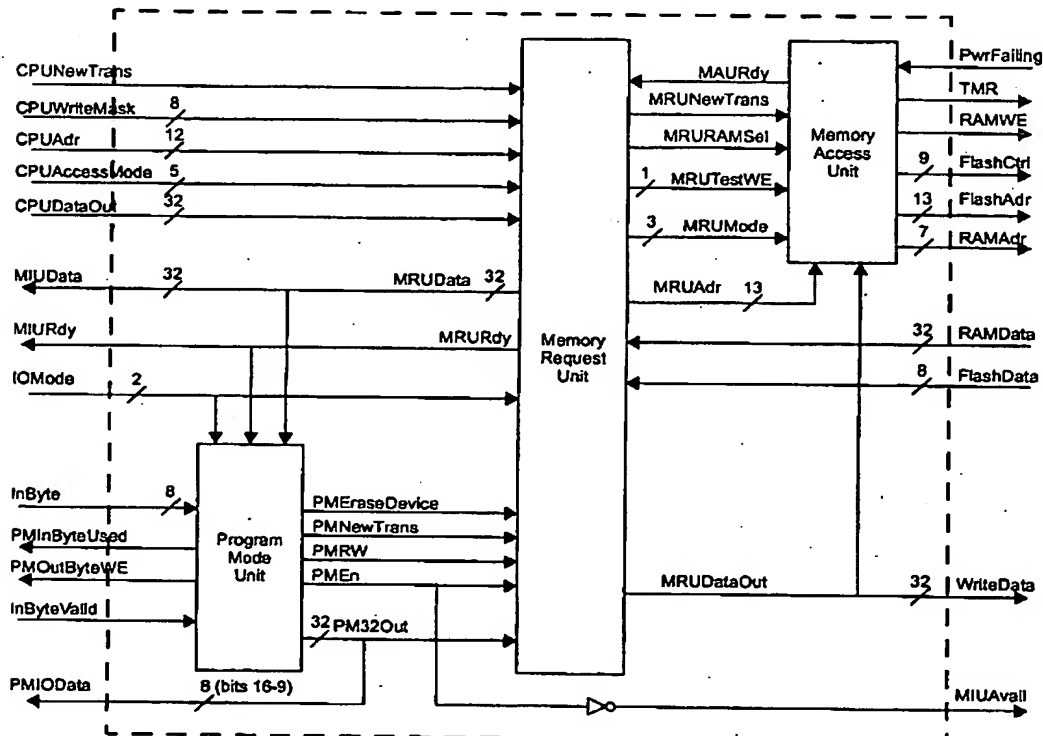 CPUNewTrans
CPUWriteMask 8
CPUAdr 12
CPUAccessMode 5
CPUDataOut 32
MIUData 32
MRUData 32
MIURdy
MRURdy
IOMode 2
InByte 8
PMInByteUsed
PMOutByteWE
InByteValid
PMIOData
8 (bits 16-9)
Program
Mode
Unit
PMEraseDevice
PMNewTrans
PMRW
PMEn
32 PM32Out
Memory
Request
Unit
MAURdy
MRUNewTrans
MRURAMSel
1 MRUTestWE
3 MRUMode
MRUAdr 13
MRUDataOut
Memory
Access
Unit
PwrFailing
TMR
RAMWE
9 FlashCtrl
13 FlashAdr
7 RAMAdr
32 RAMData
8 FlashData
32 WriteData
MIUAvail